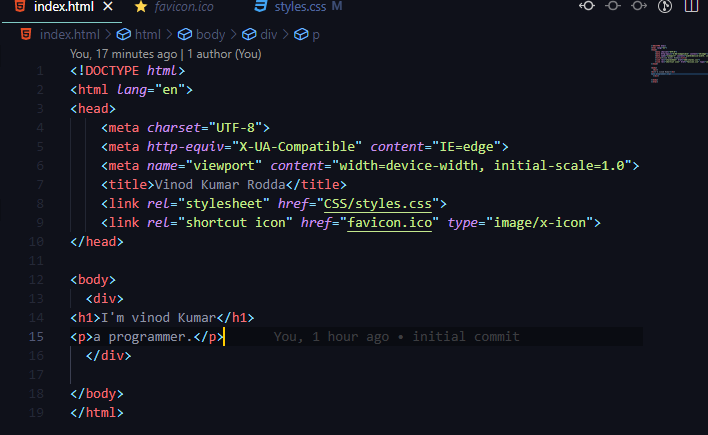 index.html favicon.ico styles.css M
index.html > html > body > div > p
You, 17 minutes ago | 1 author (You)
1 <!DOCTYPE html>
2 <html lang="en">
3 <head>
4 <meta charset="UTF-8">
5 <meta http-equiv="X-UA-Compatible" content="IE=edge">
6 <meta name="viewport" content="width=device-width, initial-scale=1.0">
7 <title>Vinod Kumar Rodda</title>
8 <link rel="stylesheet" href="CSS/styles.css">
9 <link rel="shortcut icon" href="favicon.ico" type="image/x-icon">
10 </head>
11
12 <body>
13 <div>
14 <h1>I'm vinod Kumar</h1>
15 <p>a programmer.</p> You, 1 hour ago • initial commit
16 </div>
17
18 </body>
19 </html>